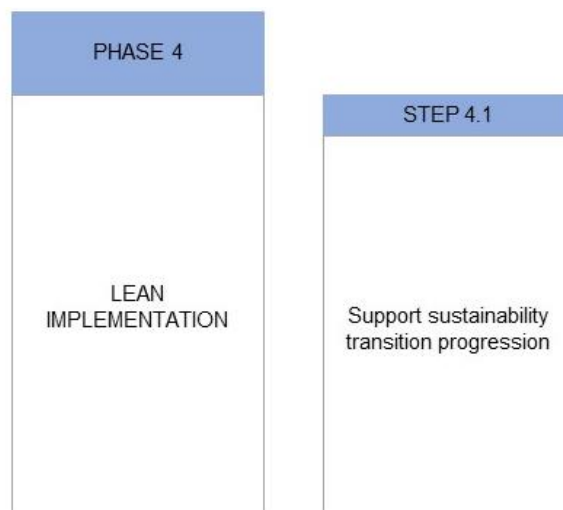 PHASE 4
LEAN
IMPLEMENTATION
STEP 4.1
Support sustainability
transition progression